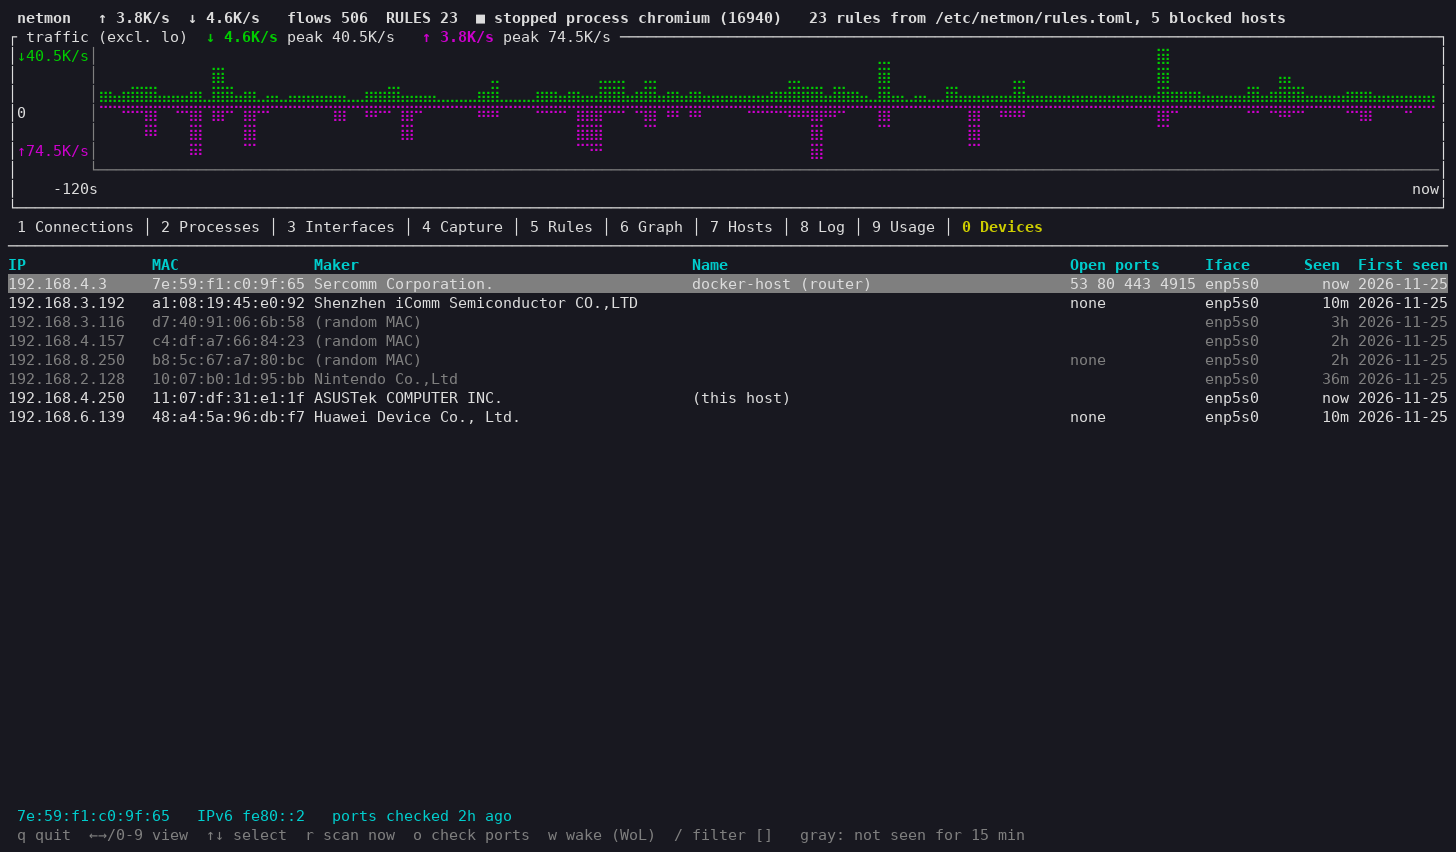 netmon ↑ 3.8K/s ↓ 4.6K/s flows 506 RULES 23 ■ stopped process chromium (16940) 23 rules from /etc/netmon/rules.toml, 5 blocked hosts
traffic (excl. lo) ↓ 4.6K/s peak 40.5K/s ↑ 3.8K/s peak 74.5K/s
↓40.5K/s
0
↑74.5K/s
-120s now
1 Connections │ 2 Processes │ 3 Interfaces │ 4 Capture │ 5 Rules │ 6 Graph │ 7 Hosts │ 8 Log │ 9 Usage │ 0 Devices
IP MAC Maker Name Open ports Iface Seen First seen
192.168.4.3 7e:59:f1:c0:9f:65 Sercomm Corporation. docker-host (router) 53 80 443 4915 enp5s0 now 2026-11-25
192.168.3.192 a1:08:19:45:e0:92 Shenzhen iComm Semiconductor CO.,LTD none enp5s0 10m 2026-11-25
192.168.3.116 d7:40:91:06:6b:58 (random MAC) enp5s0 3h 2026-11-25
192.168.4.157 c4:df:a7:66:84:23 (random MAC) enp5s0 2h 2026-11-25
192.168.8.250 b8:5c:67:a7:80:bc (random MAC) none enp5s0 2h 2026-11-25
192.168.2.128 10:07:b0:1d:95:bb Nintendo Co.,Ltd enp5s0 36m 2026-11-25
192.168.4.250 11:07:df:31:e1:1f ASUSTek COMPUTER INC. (this host) enp5s0 now 2026-11-25
192.168.6.139 48:a4:5a:96:db:f7 Huawei Device Co., Ltd. none enp5s0 10m 2026-11-25
7e:59:f1:c0:9f:65 IPv6 fe80::2 ports checked 2h ago
q quit ←→/0-9 view ↑↓ select r scan now o check ports w wake (WoL) / filter [] gray: not seen for 15 min